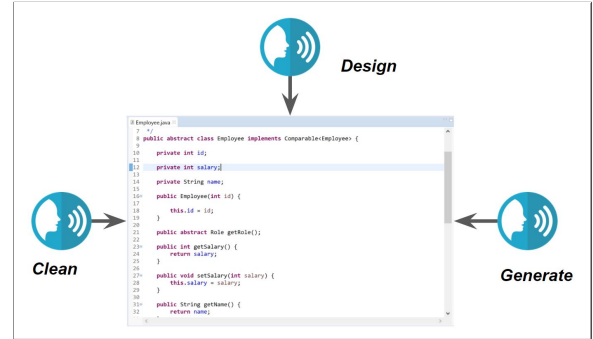 Design
Employee.java
7 */
8 public abstract class Employee implements Comparable<Employee> {
9
10 private int id;
11
12 private int salary;
13
14 private String name;
15
16 public Employee(int id) {
17
18 this.id = id;
19 }
20
21 public abstract Role getRole();
22
23 public int getSalary() {
24 return salary;
25 }
26
27 public void setSalary(int salary) {
28 this.salary = salary;
29 }
30
31 public String getName() {
32 return name;
Clean
Generate